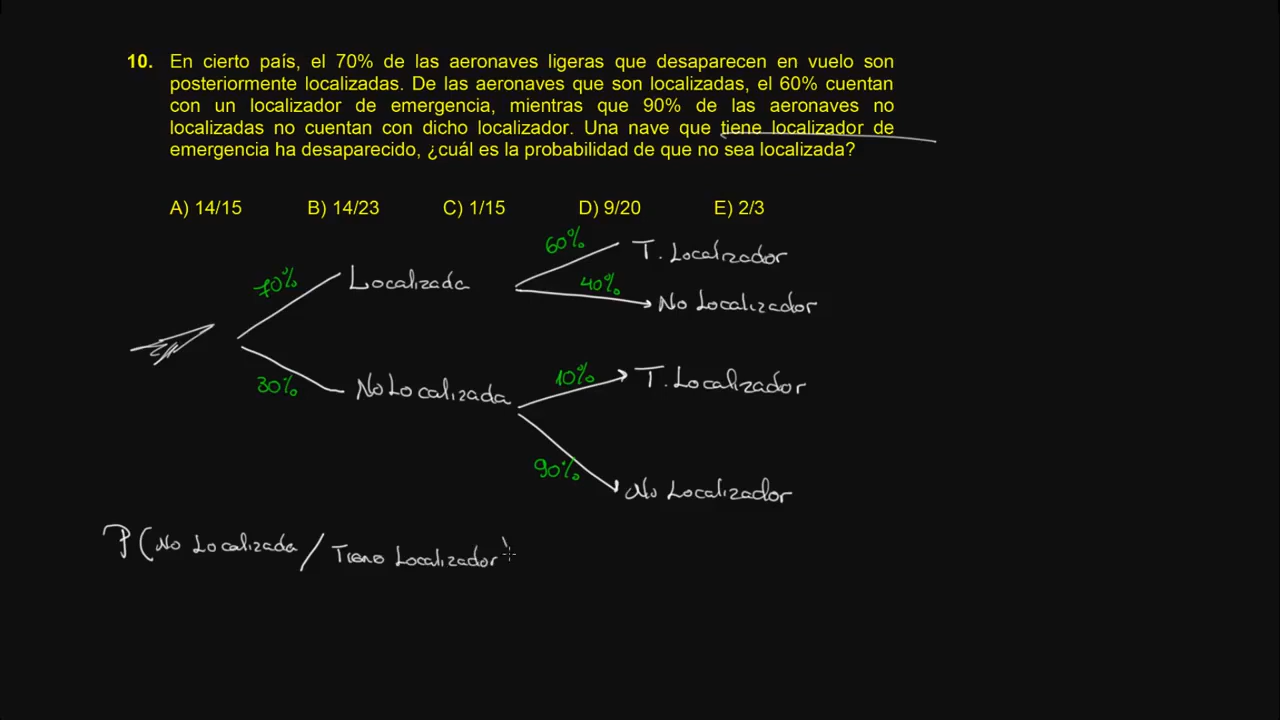 10. En cierto país, el 70% de las aeronaves ligeras que desaparecen en vuelo son
posteriormente localizadas. De las aeronaves que son localizadas, el 60% cuentan
con un localizador de emergencia, mientras que 90% de las aeronaves no
localizadas no cuentan con dicho localizador. Una nave que tiene localizador de
emergencia ha desaparecido, ¿cuál es la probabilidad de que no sea localizada?
A) 14/15 B) 14/23 C) 1/15 D) 9/20 E) 2/3
60% T. Localizador
70% Localizada 40% No Localizador
30% No Localizada 10% T. Localizador
90% No Localizador
P(No Localizada / Tiene Localizador)